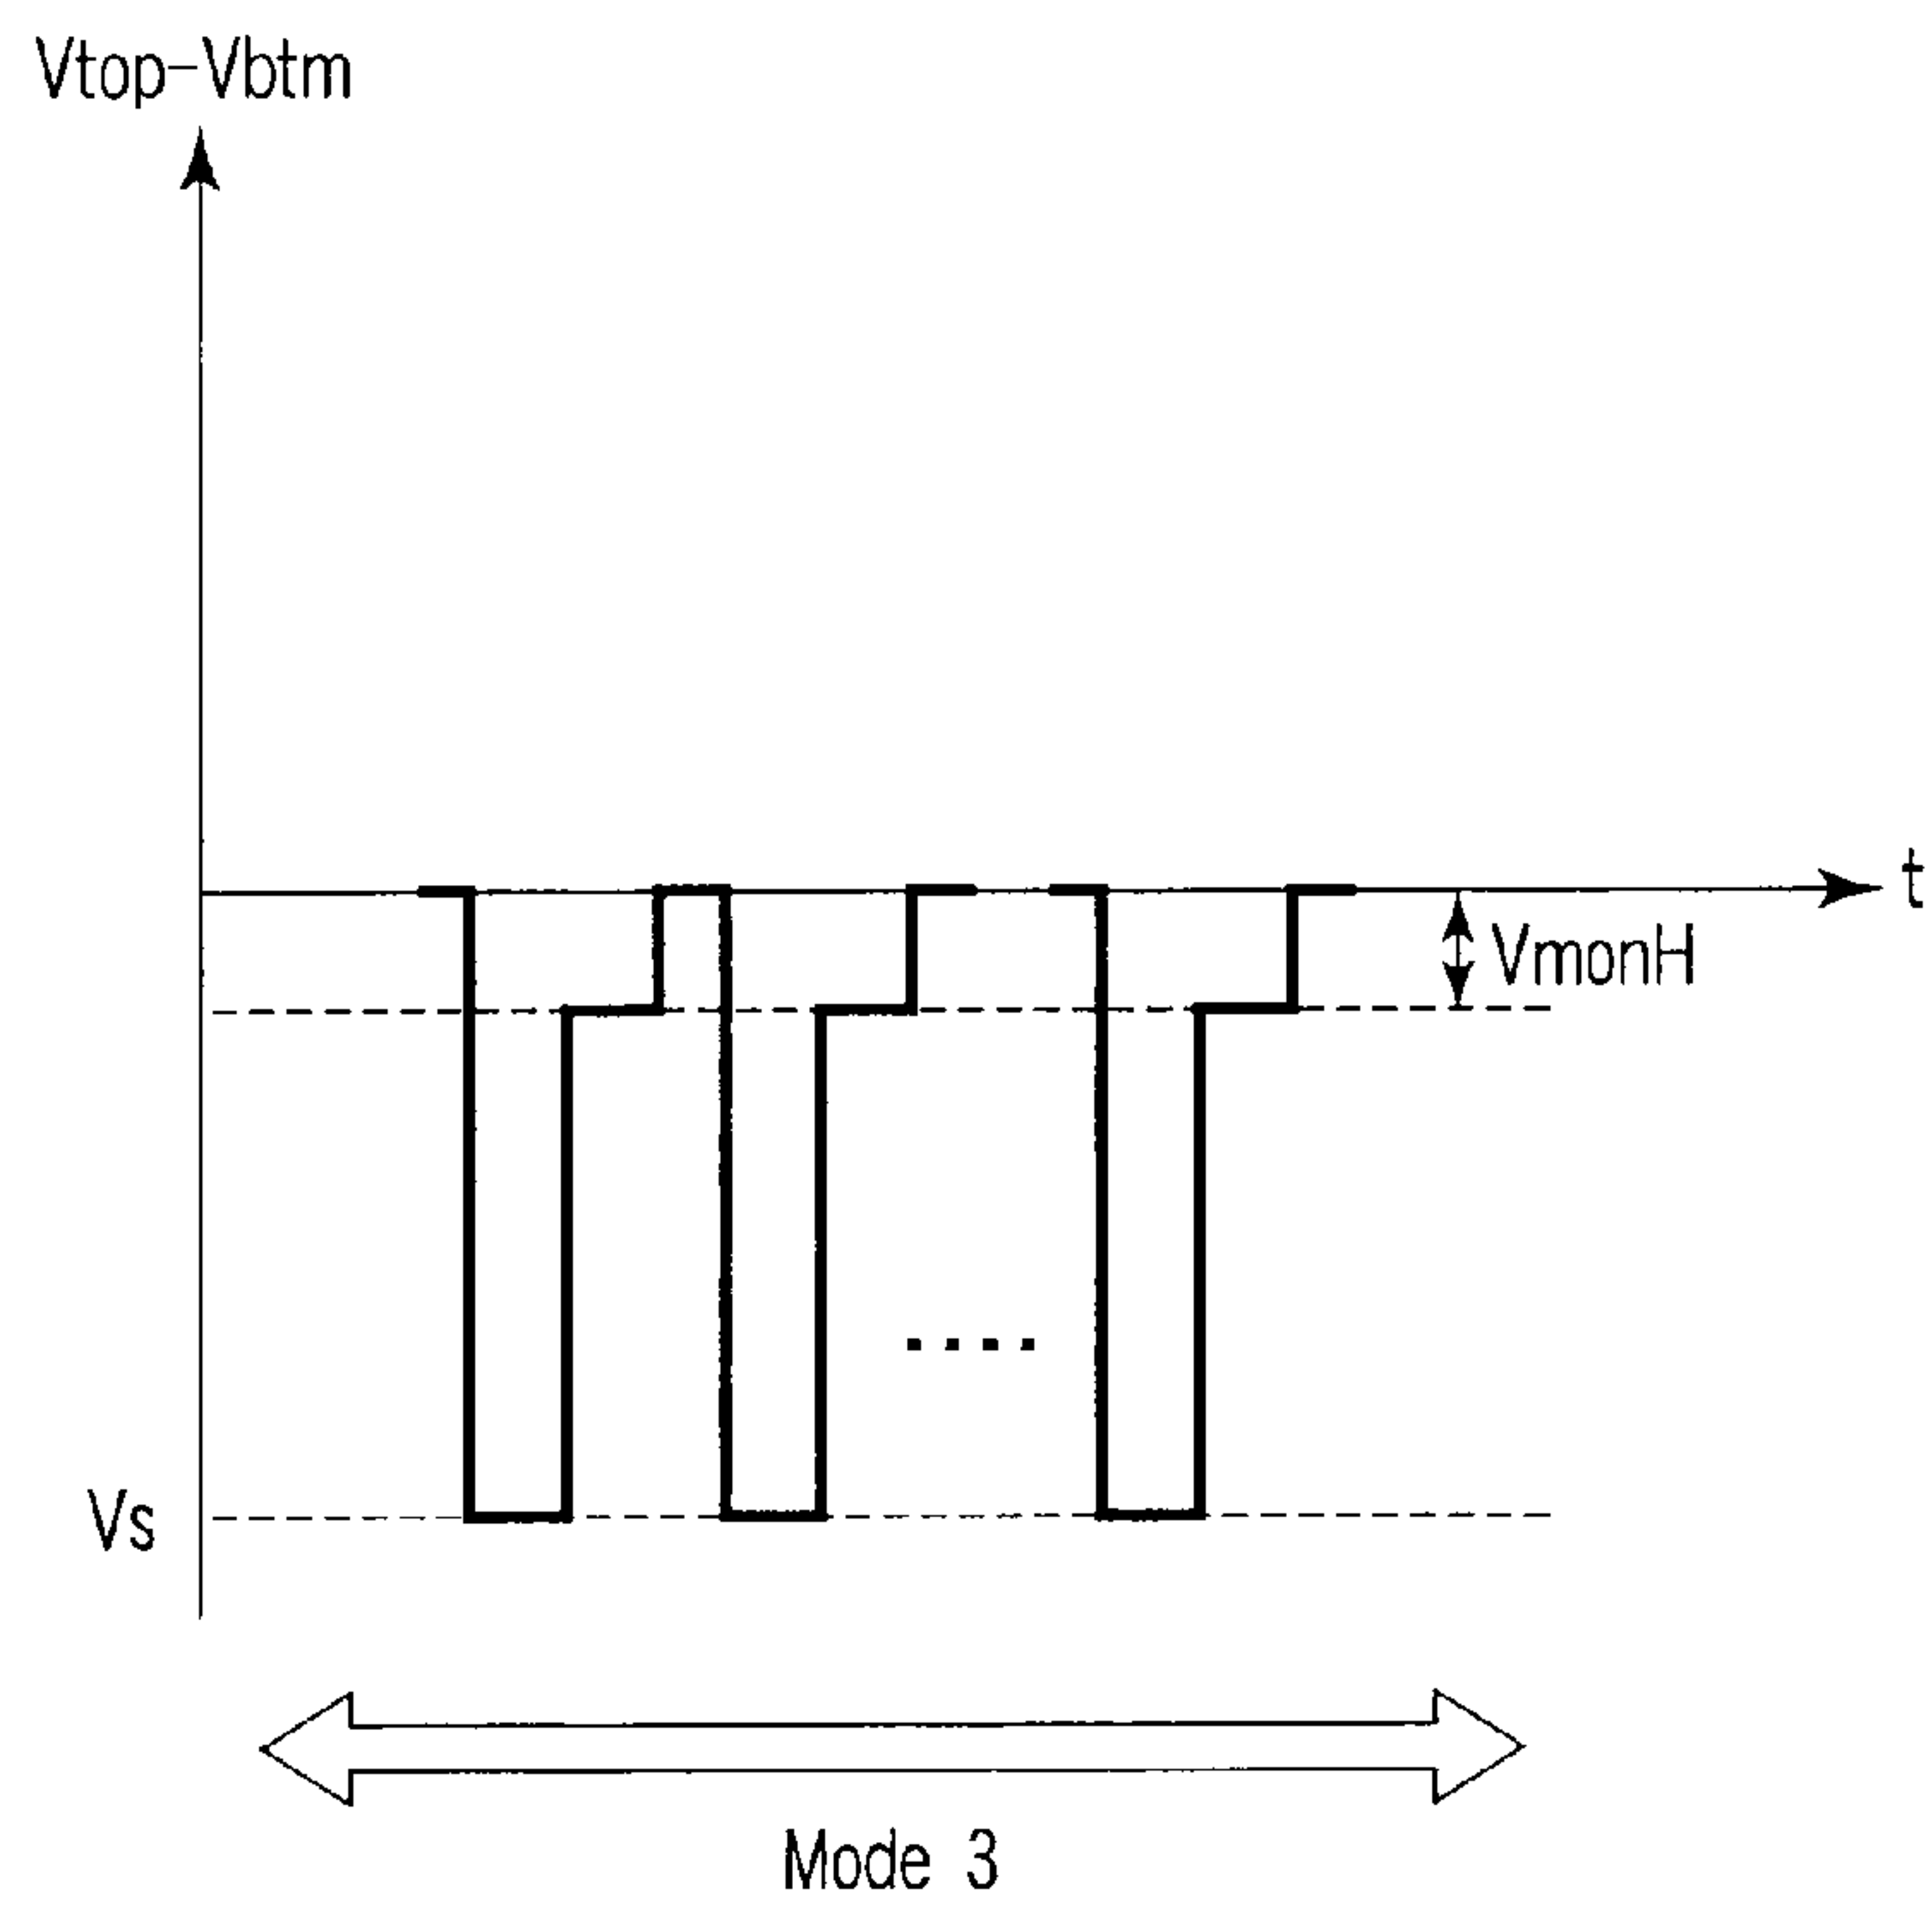 Vtop-Vbtm
t
VmonH
....
Vs
Mode 3